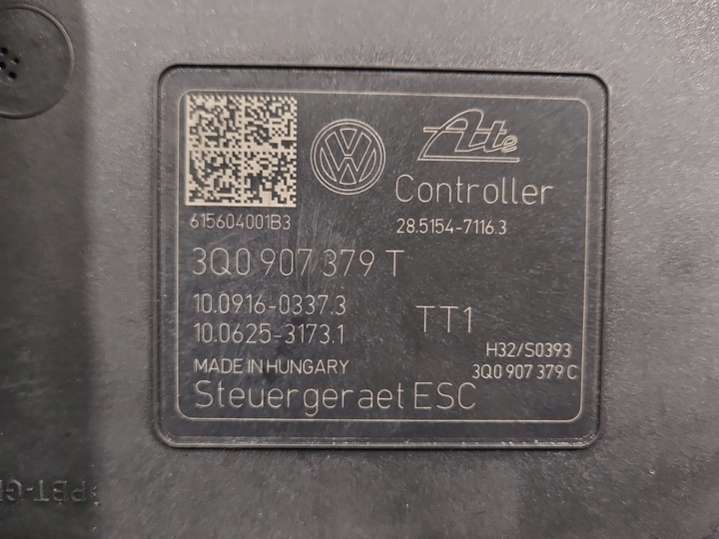 Ate
Controller
615604001B3
28.5154-7116.3
3Q0 907 379 T
10.0916-0337.3
10.0625-3173.1
TT1
H32/S0393
MADE IN HUNGARY
3Q0 907 379 C
Steuergeraet ESC